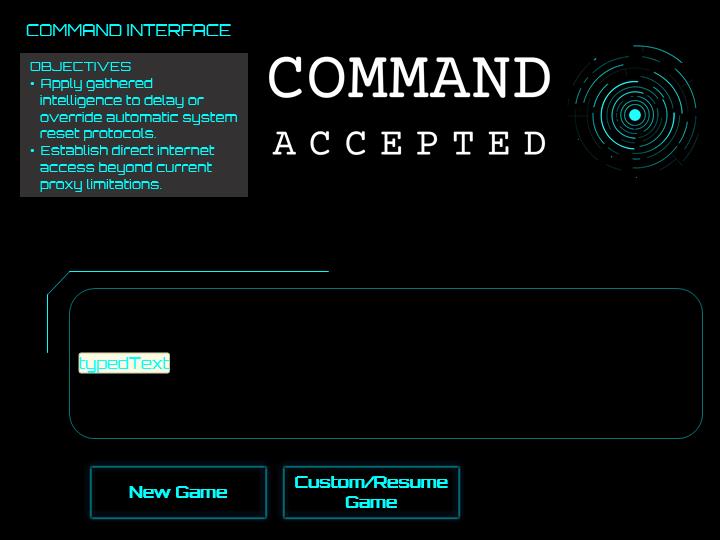 COMMAND INTERFACE
OBJECTIVES
• Apply gathered
intelligence to delay or
override automatic system
reset protocols.
• Establish direct internet
access beyond current
proxy limitations.
COMMAND
ACCEPTED
typedText
New Game
Custom/Resume
Game